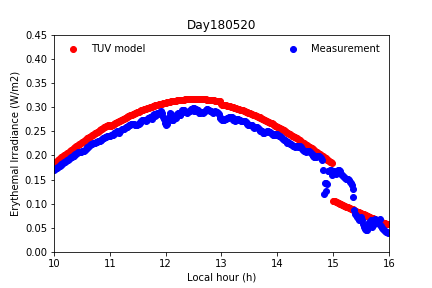 Day180520
TUV model
Measurement
Erythemal Irradiance (W/m2)
0.45
0.40
0.35
0.30
0.25
0.20
0.15
0.10
0.05
0.00
10 11 12 13 14 15 16
Local hour (h)